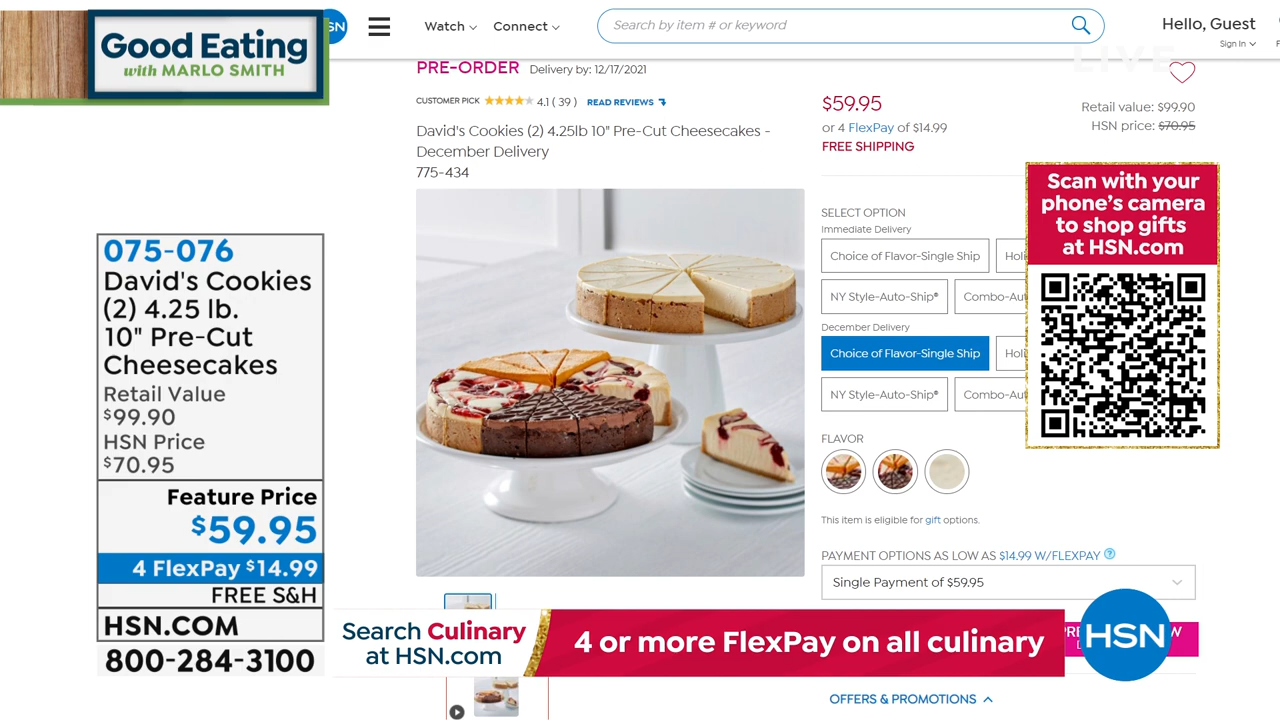 Good Eating
with MARLO SMITH
SN
Watch
Connect
Search by item # or keyword
Hello, Guest
Sign In
LIVE
PRE-ORDER Delivery by: 12/17/2021
CUSTOMER PICK 4.1 ( 39 ) READ REVIEWS
David's Cookies (2) 4.25lb 10" Pre-Cut Cheesecakes -
December Delivery
775-434
$59.95
or 4 FlexPay of $14.99
FREE SHIPPING
Retail value: $99.90
HSN price: $70.95
SELECT OPTION
Immediate Delivery
Choice of Flavor-Single Ship
Holi
NY Style-Auto-Ship®
Combo-Au
December Delivery
Choice of Flavor-Single Ship
Holi
NY Style-Auto-Ship®
Combo-Au
FLAVOR
This item is eligible for gift options.
PAYMENT OPTIONS AS LOW AS $14.99 W/FLEXPAY ?
Single Payment of $59.95
OFFERS & PROMOTIONS
Scan with your
phone's camera
to shop gifts
at HSN.com
075-076
David's Cookies
(2) 4.25 lb.
10" Pre-Cut
Cheesecakes
Retail Value
$99.90
HSN Price
$70.95
Feature Price
$59.95
4 FlexPay $14.99
FREE S&H
HSN.COM
800-284-3100
Search Culinary
at HSN.com
4 or more FlexPay on all culinary
HSN